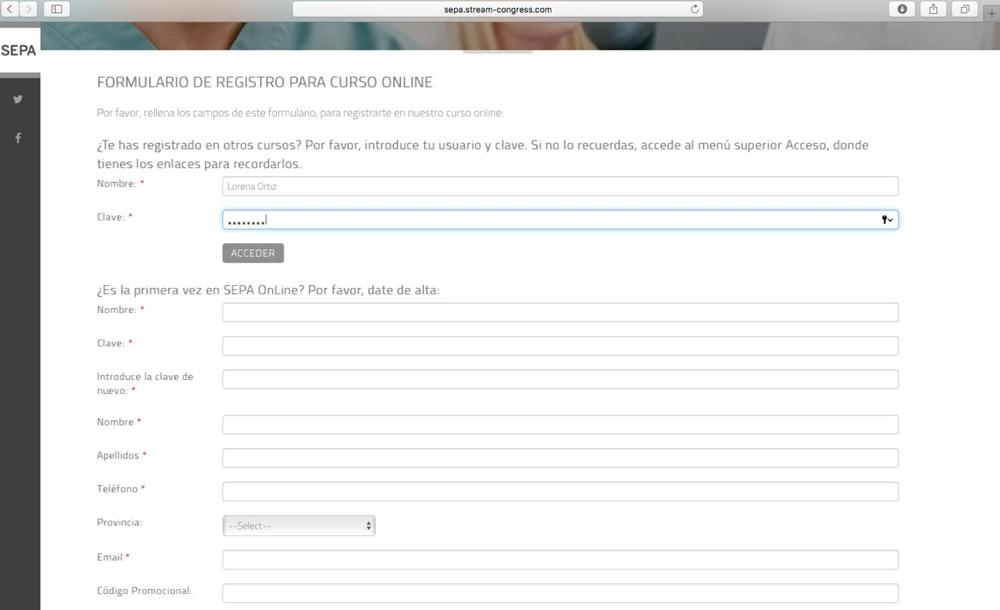 sepa.stream-congress.com
SEPA
FORMULARIO DE REGISTRO PARA CURSO ONLINE
Por favor, rellena los campos de este formulario, para registrarte en nuestro curso online:
¿Te has registrado en otros cursos? Por favor, introduce tu usuario y clave. Si no lo recuerdas, accede al menú superior Acceso, donde
tienes los enlaces para recordarlos.
Nombre: *
Lorena Ortiz
Clave: *
ACCEDER
¿Es la primera vez en SEPA OnLine? Por favor, date de alta:
Nombre: *
Clave: *
Introduce la clave de
nuevo: *
Nombre *
Apellidos *
Teléfono *
Provincia:
--Select--
Email *
Código Promocional: